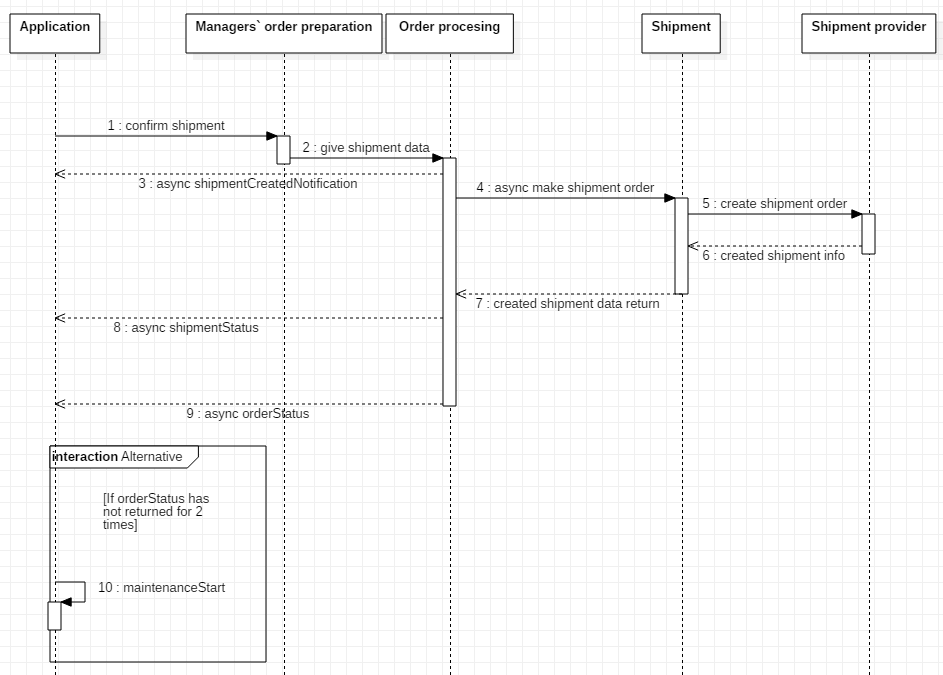 Application
Managers` order preparation
Order procesing
Shipment
Shipment provider
1 : confirm shipment
2 : give shipment data
3 : async shipmentCreatedNotification
4 : async make shipment order
5 : create shipment order
6 : created shipment info
7 : created shipment data return
8 : async shipmentStatus
9 : async orderStatus
interaction Alternative
[If orderStatus has
not returned for 2
times]
10 : maintenanceStart